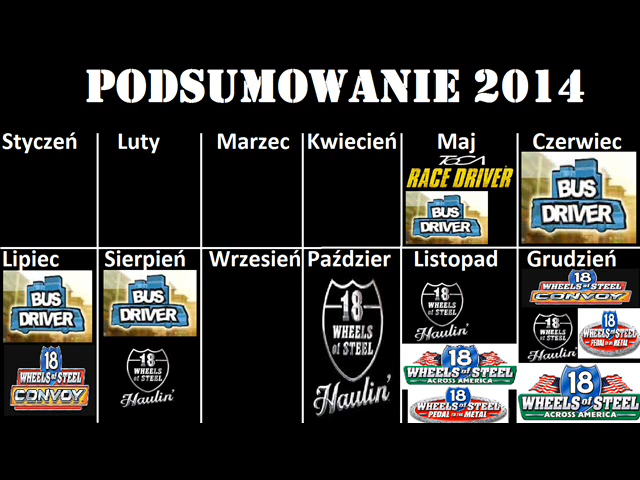 PODSUMOWANIE 2014
Styczeń Luty Marzec Kwiecień Maj Czerwiec
TOCA
RACE DRIVER
BUS DRIVER
BUS DRIVER
Lipiec Sierpień Wrzesień Paździer Listopad Grudzień
BUS DRIVER
18 WHEELS of STEEL CONVOY
BUS DRIVER
18 WHEELS OF STEEL Haulin'
18 WHEELS OF STEEL Haulin'
18 WHEELS OF STEEL Haulin'
18 WHEELS of STEEL ACROSS AMERICA
18 WHEELS of STEEL PEDAL TO THE METAL
18 WHEELS of STEEL CONVOY
18 WHEELS OF STEEL Haulin'
18 WHEELS of STEEL PEDAL TO THE METAL
18 WHEELS of STEEL ACROSS AMERICA